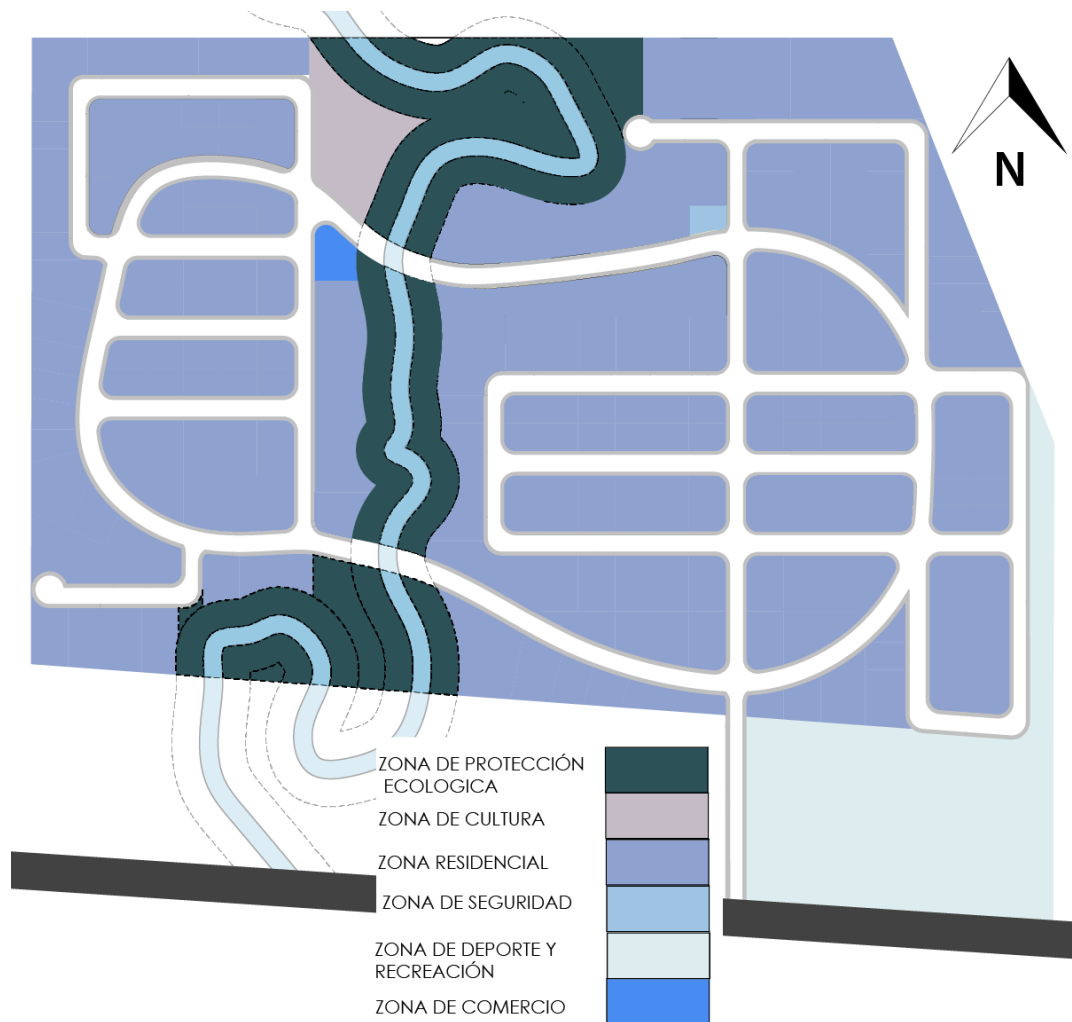 N
ZONA DE PROTECCIÓN
ECOLOGICA
ZONA DE CULTURA
ZONA RESIDENCIAL
ZONA DE SEGURIDAD
ZONA DE DEPORTE Y
RECREACIÓN
ZONA DE COMERCIO